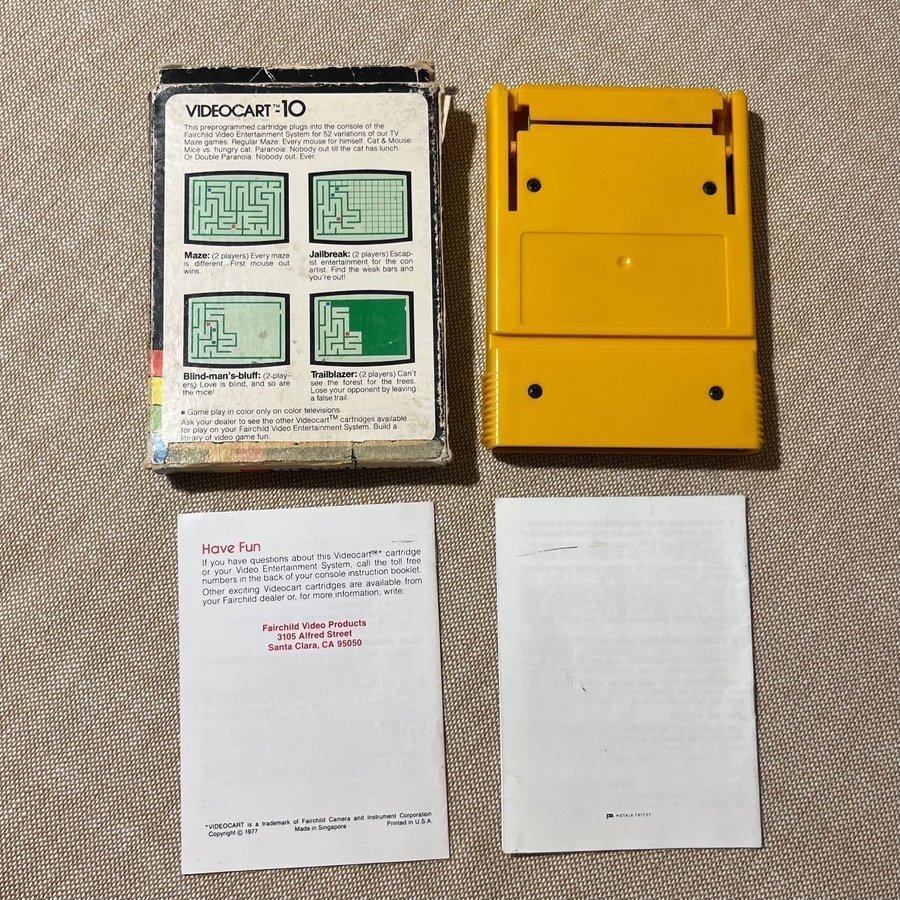 VIDEOCART™-10
This preprogrammed cartridge plugs into the console of the
Fairchild Video Entertainment System for 52 variations of our TV
Maze games. Regular Maze: Every mouse for himself. Cat & Mouse:
Mice vs. hungry cat. Paranoia: Nobody out till the cat has lunch.
Or Double Paranoia: Nobody out. Ever.
Maze: (2 players) Every maze
is different. First mouse out
wins.
Jailbreak: (2 players) Escap-
ist entertainment for the con
artist. Find the weak bars and
you're out!
Blind-man's-bluff: (2-play-
ers) Love is blind, and so are
the mice!
Trailblazer: (2 players) Can't
see the forest for the trees.
Lose your opponent by leaving
a false trail.
■ Game play in color only on color televisions.
Ask your dealer to see the other Videocart™ cartridges available
for play on your Fairchild Video Entertainment System. Build a
library of video game fun.
Have Fun
If you have questions about this Videocart™* cartridge
or your Video Entertainment System, call the toll free
numbers in the back of your console instruction booklet.
Other exciting Videocart cartridges are available from
your Fairchild dealer or, for more information, write:
Fairchild Video Products
3105 Alfred Street
Santa Clara, CA 95050
*VIDEOCART is a trademark of Fairchild Camera and Instrument Corporation
Copyright © 1977 Made in Singapore Printed in U.S.A.